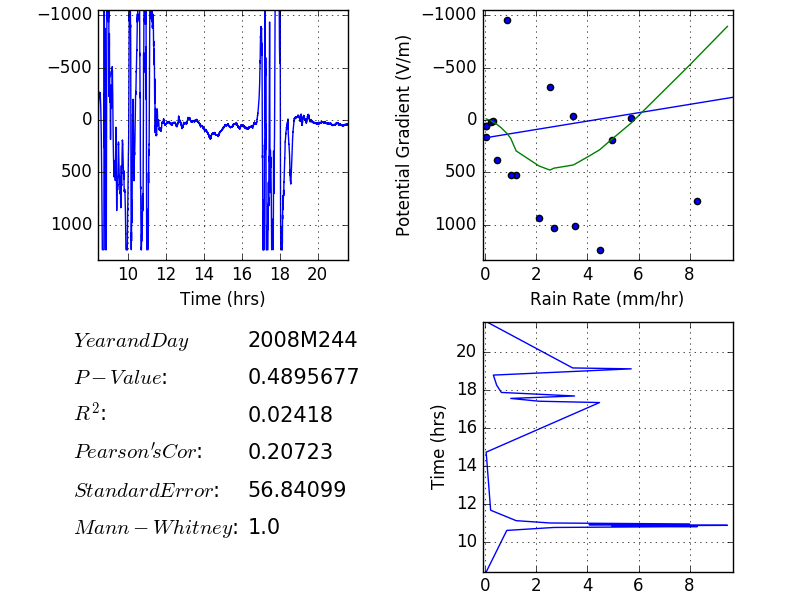 −1000
−500
0
500
1000
10 12 14 16 18 20
Time (hrs)
−1000
−500
0
500
1000
Potential Gradient (V/m)
0 2 4 6 8
Rain Rate (mm/hr)
YearandDay 2008M244
P−Value: 0.4895677
R²: 0.02418
Pearson'sCor: 0.20723
StandardError: 56.84099
Mann−Whitney: 1.0
20
18
16
14
12
10
Time (hrs)
0 2 4 6 8